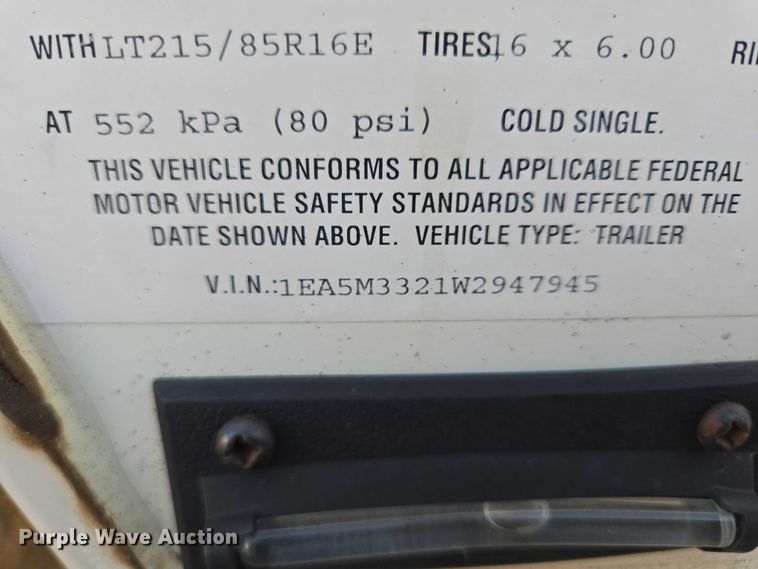 WITH LT215/85R16E TIRES, 16 x 6.00
AT 552 kPa (80 psi) COLD SINGLE.
THIS VEHICLE CONFORMS TO ALL APPLICABLE FEDERAL
MOTOR VEHICLE SAFETY STANDARDS IN EFFECT ON THE
DATE SHOWN ABOVE. VEHICLE TYPE: TRAILER
V.I.N.:1EA5M3321W2947945
Purple Wave Auction